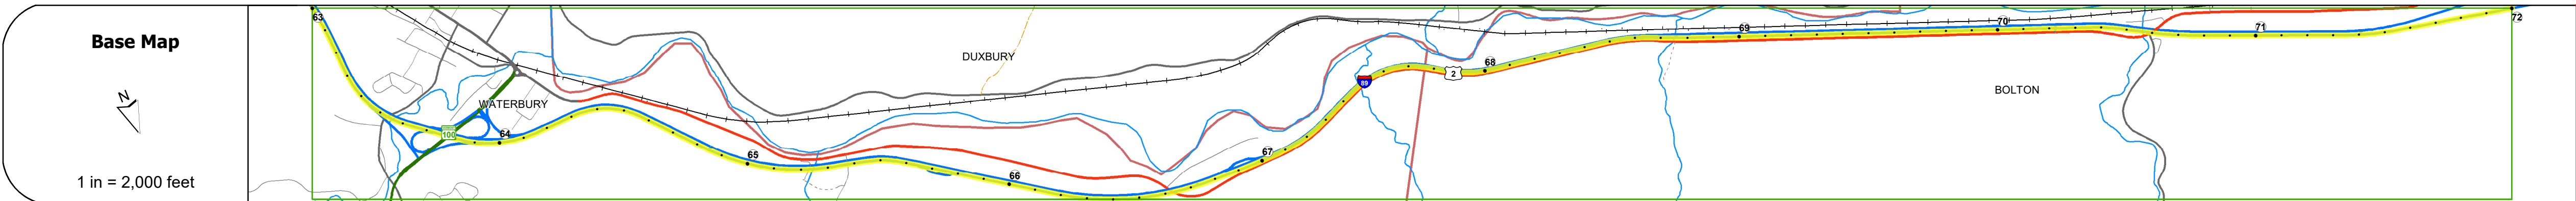 Base Map
N
1 in = 2,000 feet
63
WATERBURY
100
64
65
66
DUXBURY
67
89
2
68
69
70
BOLTON
71
72